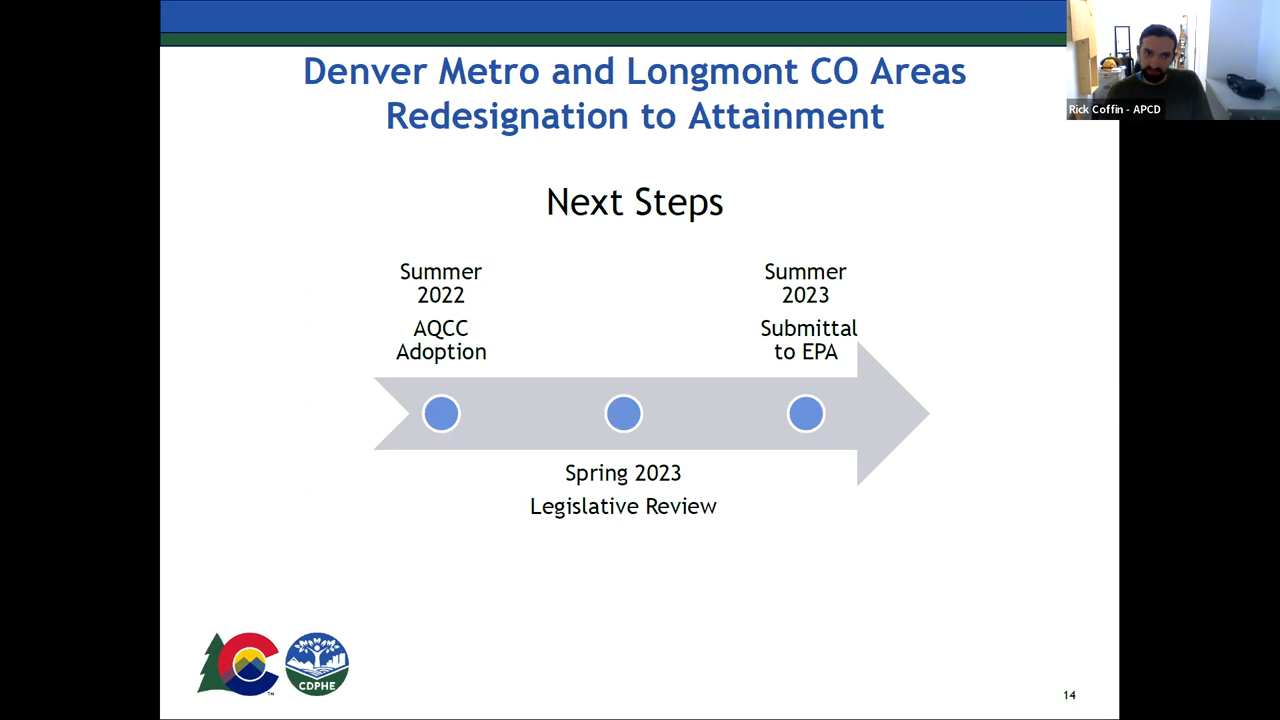 Denver Metro and Longmont CO Areas
Redesignation to Attainment
Rick Coffin - APCD
Next Steps
Summer
2022
AQCC
Adoption
Summer
2023
Submittal
to EPA
Spring 2023
Legislative Review
CDPHE
TM
14